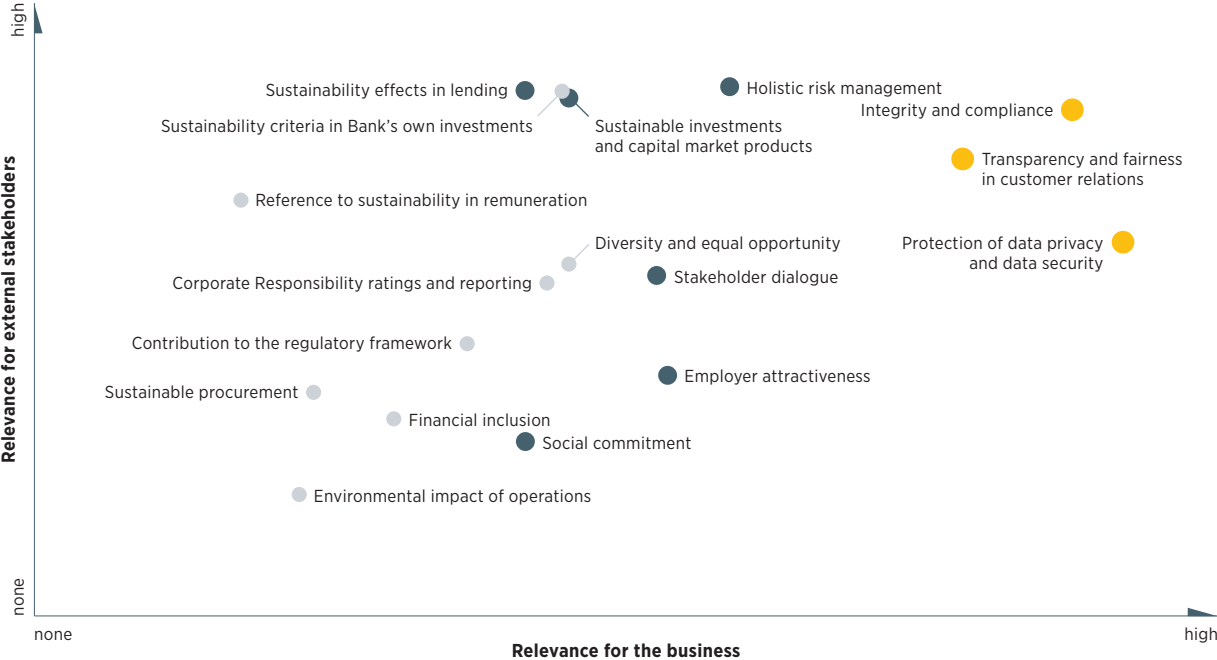 high
Sustainability effects in lending
Holistic risk management
Integrity and compliance
Sustainability criteria in Bank’s own investments
Sustainable investments
and capital market products
Transparency and fairness
in customer relations
Reference to sustainability in remuneration
Diversity and equal opportunity
Protection of data privacy
and data security
Corporate Responsibility ratings and reporting
Stakeholder dialogue
Contribution to the regulatory framework
Employer attractiveness
Sustainable procurement
Financial inclusion
Social commitment
Environmental impact of operations
Relevance for external stakeholders
none
none
high
Relevance for the business